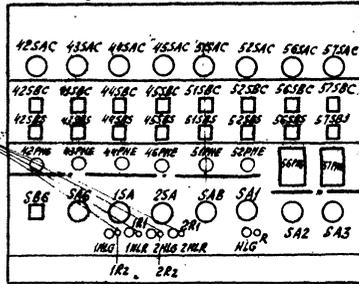 42SAC 43SAC 44SAC 45SAC 51SAC 52SAC 56SAC 57SAC
42SBC 43SBC 44SBC 45SBC 51SBC 52SBC 56SBC 57SBC
42SBS 44SBS 45SBS 51SBS 52SBS 56SBS 57SBS
42PHE 43PHE 44PHE 45PHE 51PHE 52PHE 56PHE 57PHE
SB6 SA6 1SA 2SA SAB SA1 SA2 SA3
1R1 2R1
1HLG 1HLR 2HLG 2HLR HLG R
1R2 2R2